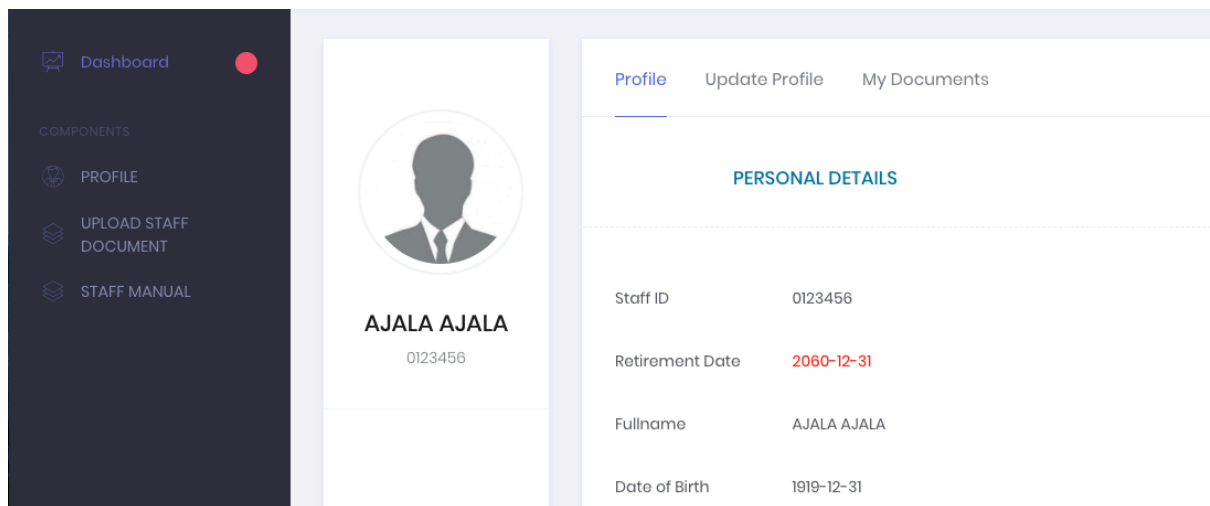 Dashboard
COMPONENTS
PROFILE
UPLOAD STAFF
DOCUMENT
STAFF MANUAL
AJALA AJALA
0123456
Profile Update Profile My Documents
PERSONAL DETAILS
Staff ID 0123456
Retirement Date 2060-12-31
Fullname AJALA AJALA
Date of Birth 1919-12-31